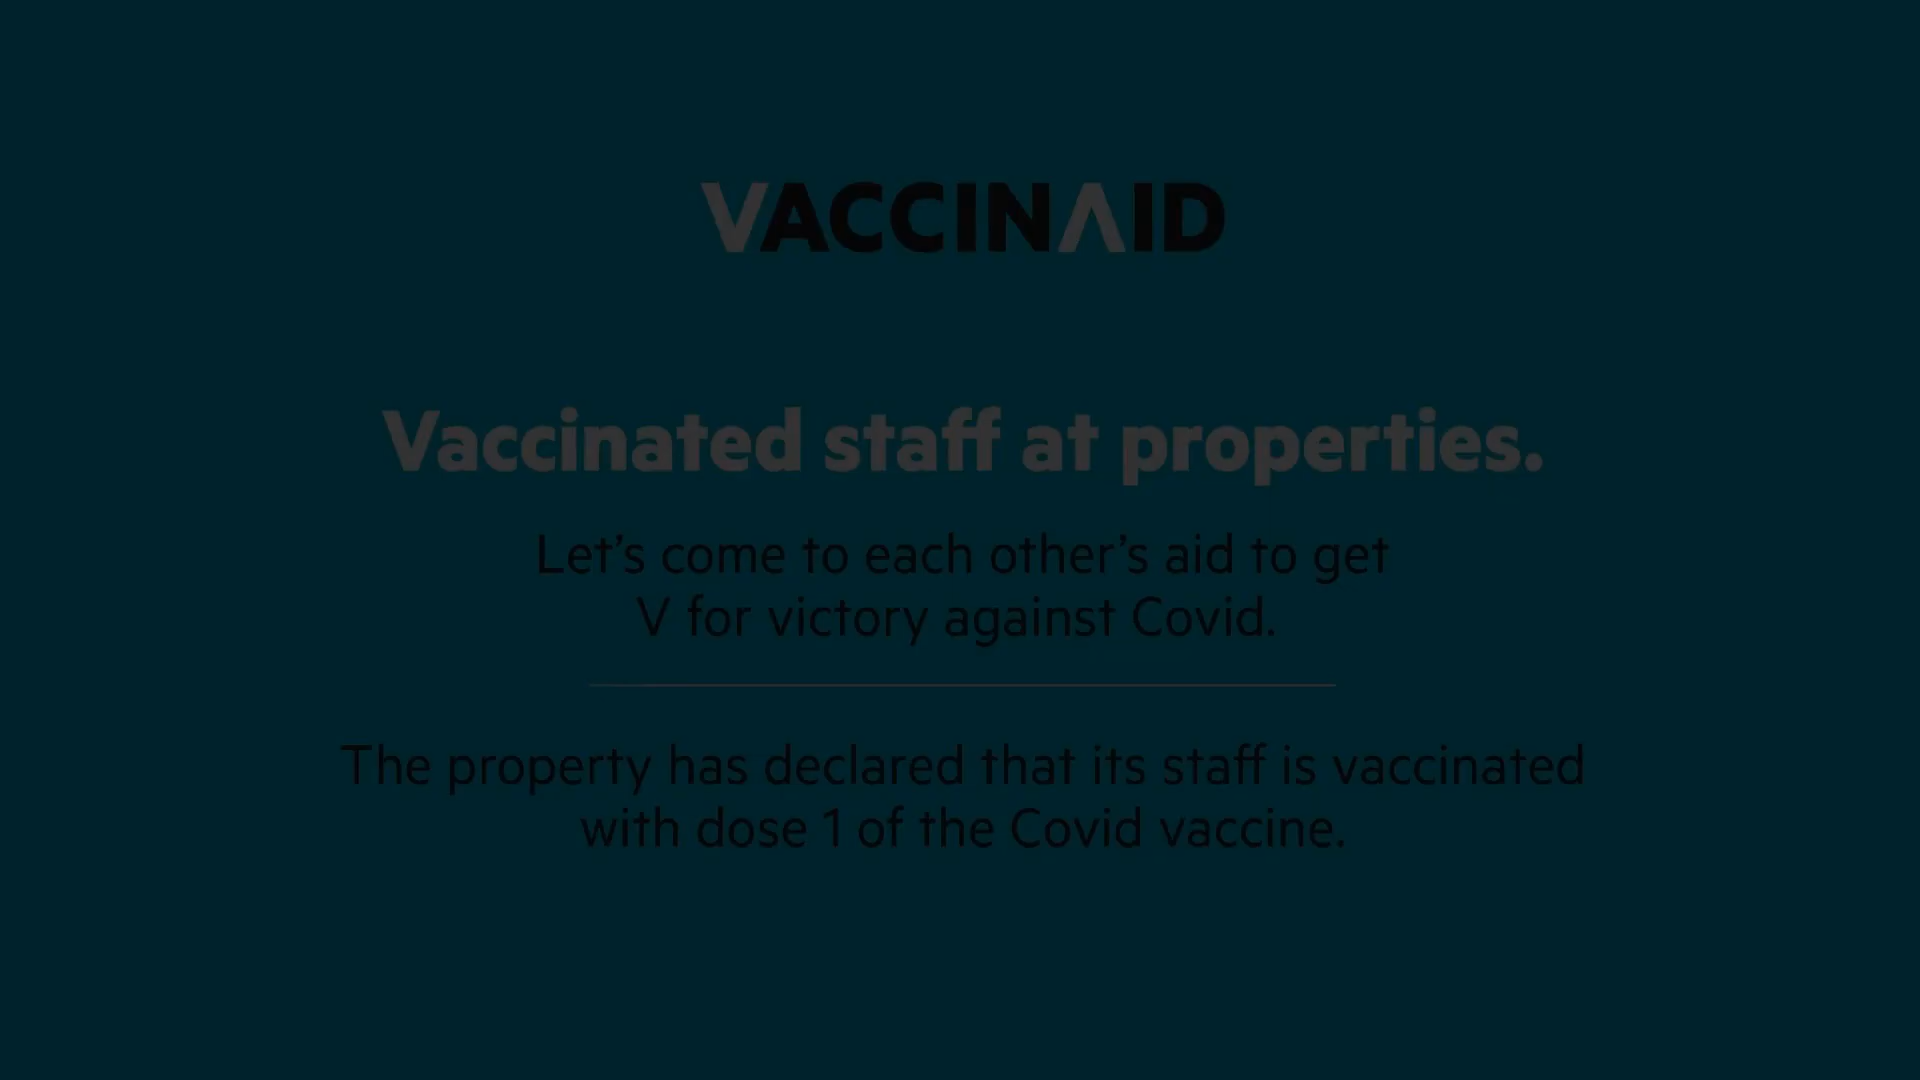 VACCINAID
Vaccinated staff at properties.
Let’s come to each other’s aid to get
V for victory against Covid.
The property has declared that its staff is vaccinated
with dose 1 of the Covid vaccine.